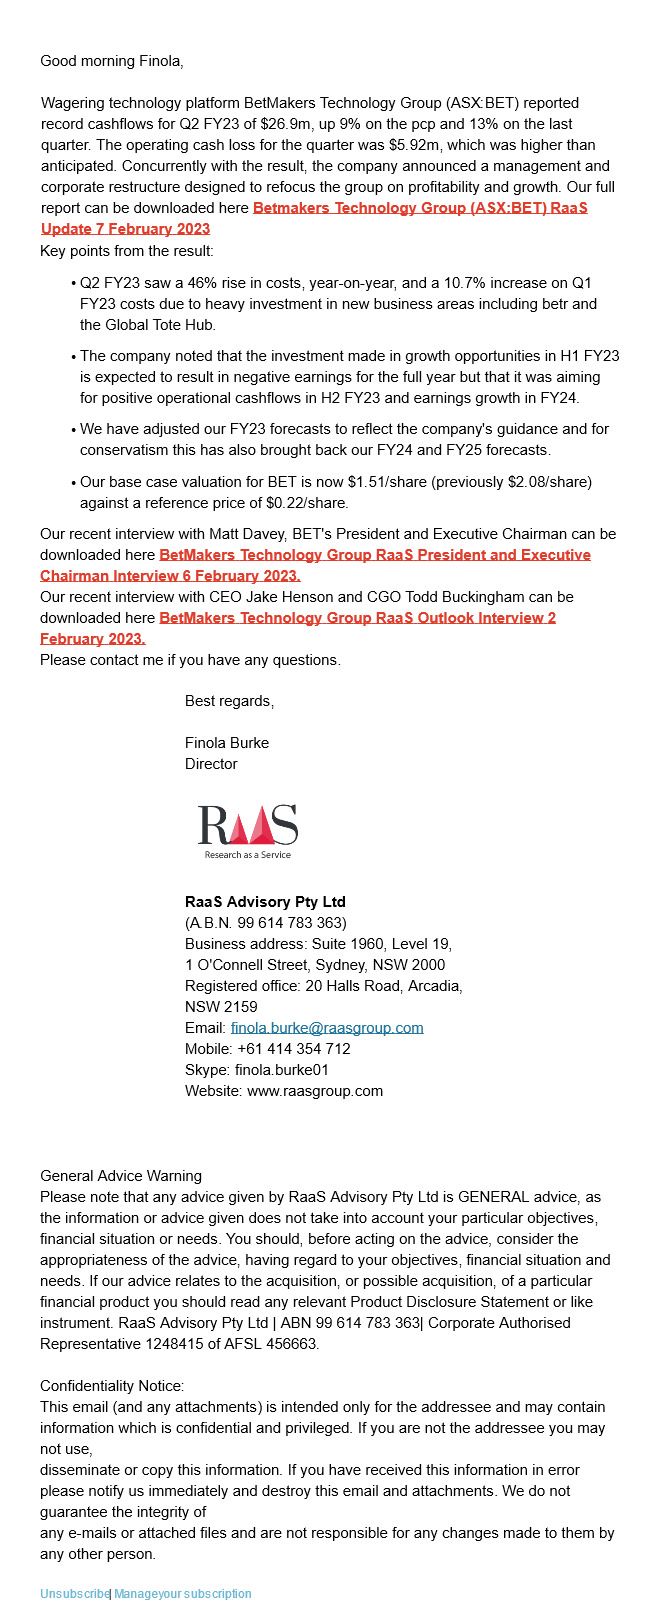 Good morning Finola,
Wagering technology platform BetMakers Technology Group (ASX:BET) reported
record cashflows for Q2 FY23 of $26.9m, up 9% on the pcp and 13% on the last
quarter. The operating cash loss for the quarter was $5.92m, which was higher than
anticipated. Concurrently with the result, the company announced a management and
corporate restructure designed to refocus the group on profitability and growth. Our full
report can be downloaded here Betmakers Technology Group (ASX:BET) RaaS
Update 7 February 2023
Key points from the result:
• Q2 FY23 saw a 46% rise in costs, year-on-year, and a 10.7% increase on Q1
FY23 costs due to heavy investment in new business areas including betr and
the Global Tote Hub.
• The company noted that the investment made in growth opportunities in H1 FY23
is expected to result in negative earnings for the full year but that it was aiming
for positive operational cashflows in H2 FY23 and earnings growth in FY24.
• We have adjusted our FY23 forecasts to reflect the company's guidance and for
conservatism this has also brought back our FY24 and FY25 forecasts.
• Our base case valuation for BET is now $1.51/share (previously $2.08/share)
against a reference price of $0.22/share.
Our recent interview with Matt Davey, BET's President and Executive Chairman can be
downloaded here BetMakers Technology Group RaaS President and Executive
Chairman Interview 6 February 2023.
Our recent interview with CEO Jake Henson and CGO Todd Buckingham can be
downloaded here BetMakers Technology Group RaaS Outlook Interview 2
February 2023.
Please contact me if you have any questions.
Best regards,
Finola Burke
Director
RaaS
Research as a Service
RaaS Advisory Pty Ltd
(A.B.N. 99 614 783 363)
Business address: Suite 1960, Level 19,
1 O'Connell Street, Sydney, NSW 2000
Registered office: 20 Halls Road, Arcadia,
NSW 2159
Email: finola.burke@raasgroup.com
Mobile: +61 414 354 712
Skype: finola.burke01
Website: www.raasgroup.com
General Advice Warning
Please note that any advice given by RaaS Advisory Pty Ltd is GENERAL advice, as
the information or advice given does not take into account your particular objectives,
financial situation or needs. You should, before acting on the advice, consider the
appropriateness of the advice, having regard to your objectives, financial situation and
needs. If our advice relates to the acquisition, or possible acquisition, of a particular
financial product you should read any relevant Product Disclosure Statement or like
instrument. RaaS Advisory Pty Ltd | ABN 99 614 783 363| Corporate Authorised
Representative 1248415 of AFSL 456663.
Confidentiality Notice:
This email (and any attachments) is intended only for the addressee and may contain
information which is confidential and privileged. If you are not the addressee you may
not use,
disseminate or copy this information. If you have received this information in error
please notify us immediately and destroy this email and attachments. We do not
guarantee the integrity of
any e-mails or attached files and are not responsible for any changes made to them by
any other person.
Unsubscribe| Manageyour subscription